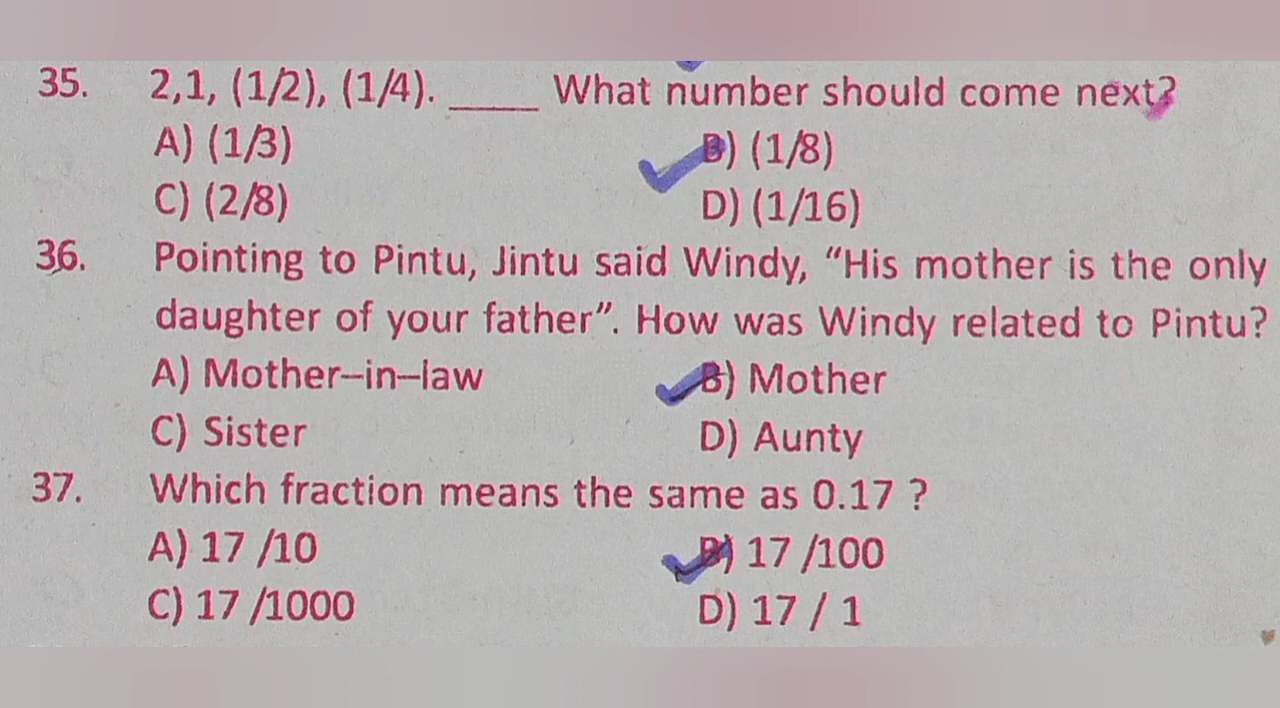 35. 2,1, (1/2), (1/4). ____ What number should come next?
A) (1/3) B) (1/8)
C) (2/8) D) (1/16)
36. Pointing to Pintu, Jintu said Windy, “His mother is the only
daughter of your father”. How was Windy related to Pintu?
A) Mother–in–law B) Mother
C) Sister D) Aunty
37. Which fraction means the same as 0.17 ?
A) 17 /10 B) 17 /100
C) 17 /1000 D) 17 / 1